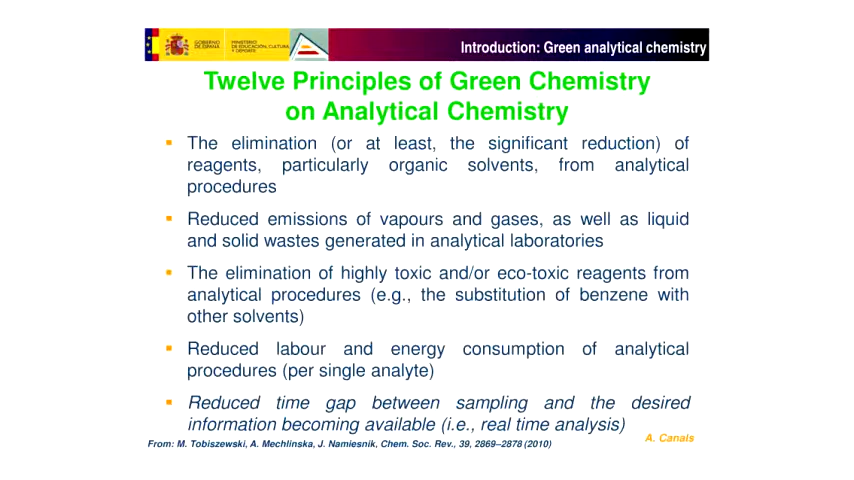 GOBIERNO
DE ESPAÑA
MINISTERIO
DE EDUCACIÓN, CULTURA
Y DEPORTE
Introduction: Green analytical chemistry
Twelve Principles of Green Chemistry
on Analytical Chemistry
▪ The elimination (or at least, the significant reduction) of
reagents, particularly organic solvents, from analytical
procedures
▪ Reduced emissions of vapours and gases, as well as liquid
and solid wastes generated in analytical laboratories
▪ The elimination of highly toxic and/or eco-toxic reagents from
analytical procedures (e.g., the substitution of benzene with
other solvents)
▪ Reduced labour and energy consumption of analytical
procedures (per single analyte)
▪ Reduced time gap between sampling and the desired
information becoming available (i.e., real time analysis)
A. Canals
From: M. Tobiszewski, A. Mechlinska, J. Namiesnik, Chem. Soc. Rev., 39, 2869–2878 (2010)